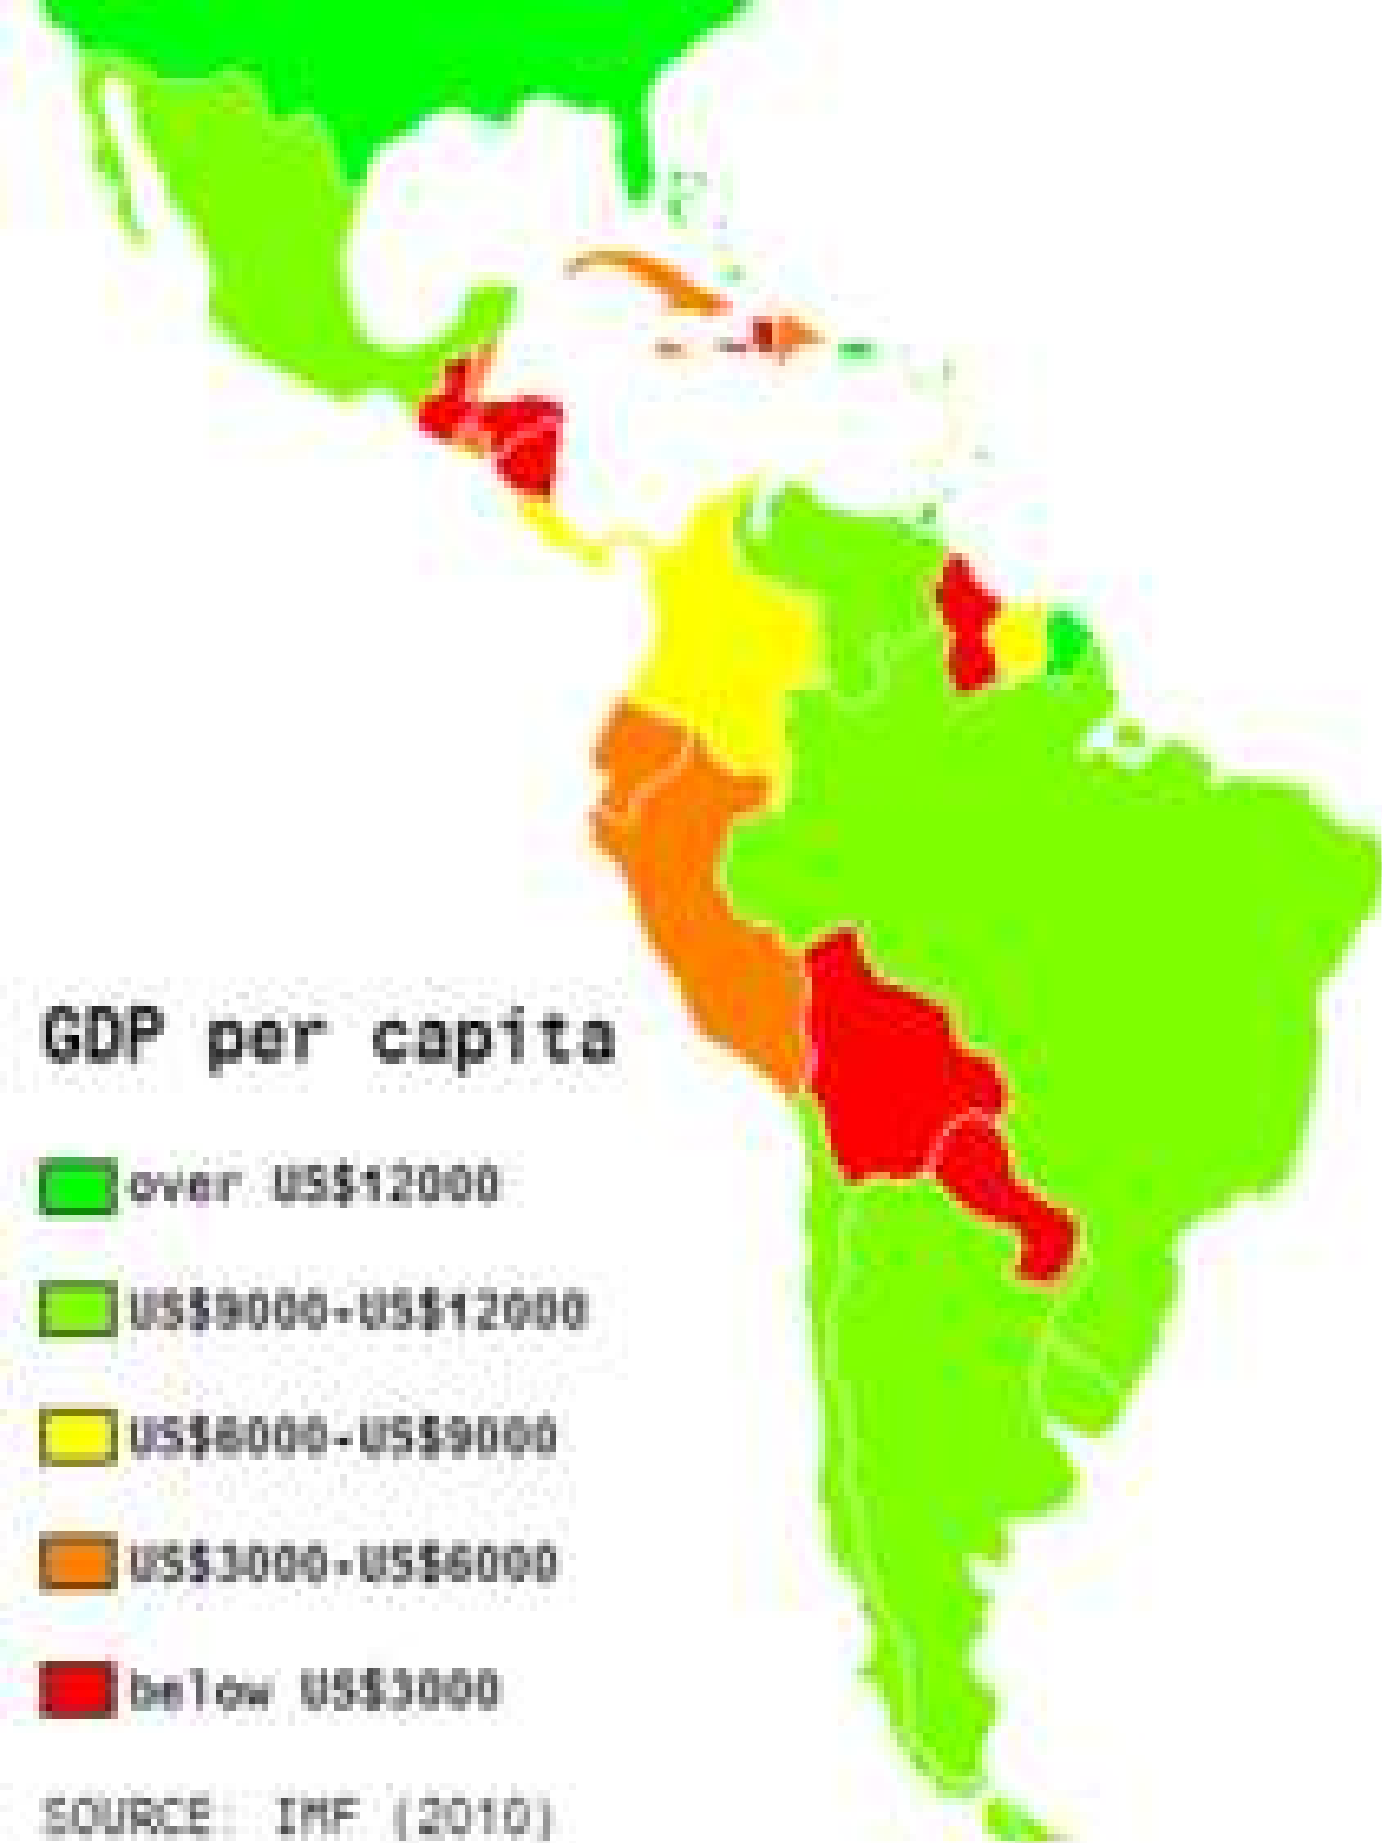 GDP per capita
over US$12000
US$9000-US$12000
US$6000-US$9000
US$3000-US$6000
below US$3000
SOURCE: IMF (2010)